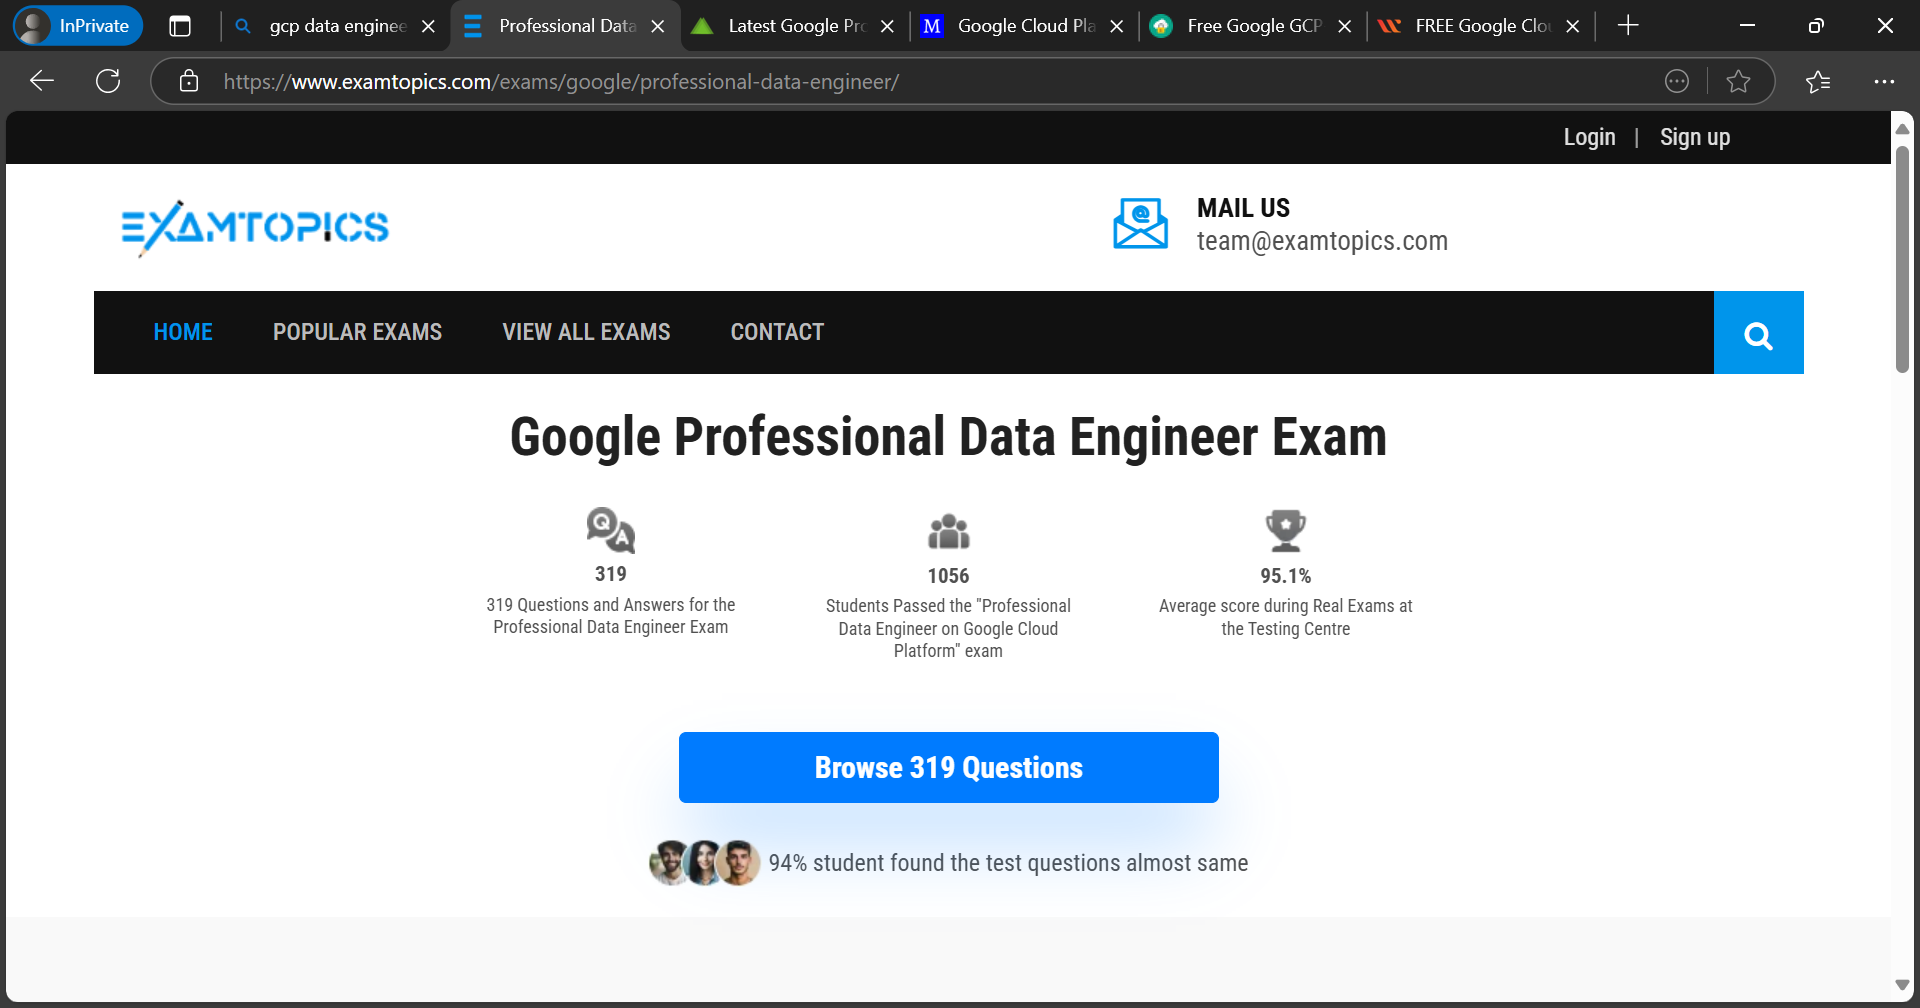 InPrivate
gcp data enginee
Professional Data
Latest Google Pro
M
Google Cloud Pla
Free Google GCP
FREE Google Clou
https://www.examtopics.com/exams/google/professional-data-engineer/
Login | Sign up
EXAMTOPICS
MAIL US
team@examtopics.com
HOME
POPULAR EXAMS
VIEW ALL EXAMS
CONTACT
Google Professional Data Engineer Exam
Q A
319
319 Questions and Answers for the
Professional Data Engineer Exam
1056
Students Passed the "Professional
Data Engineer on Google Cloud
Platform" exam
95.1%
Average score during Real Exams at
the Testing Centre
Browse 319 Questions
94% student found the test questions almost same